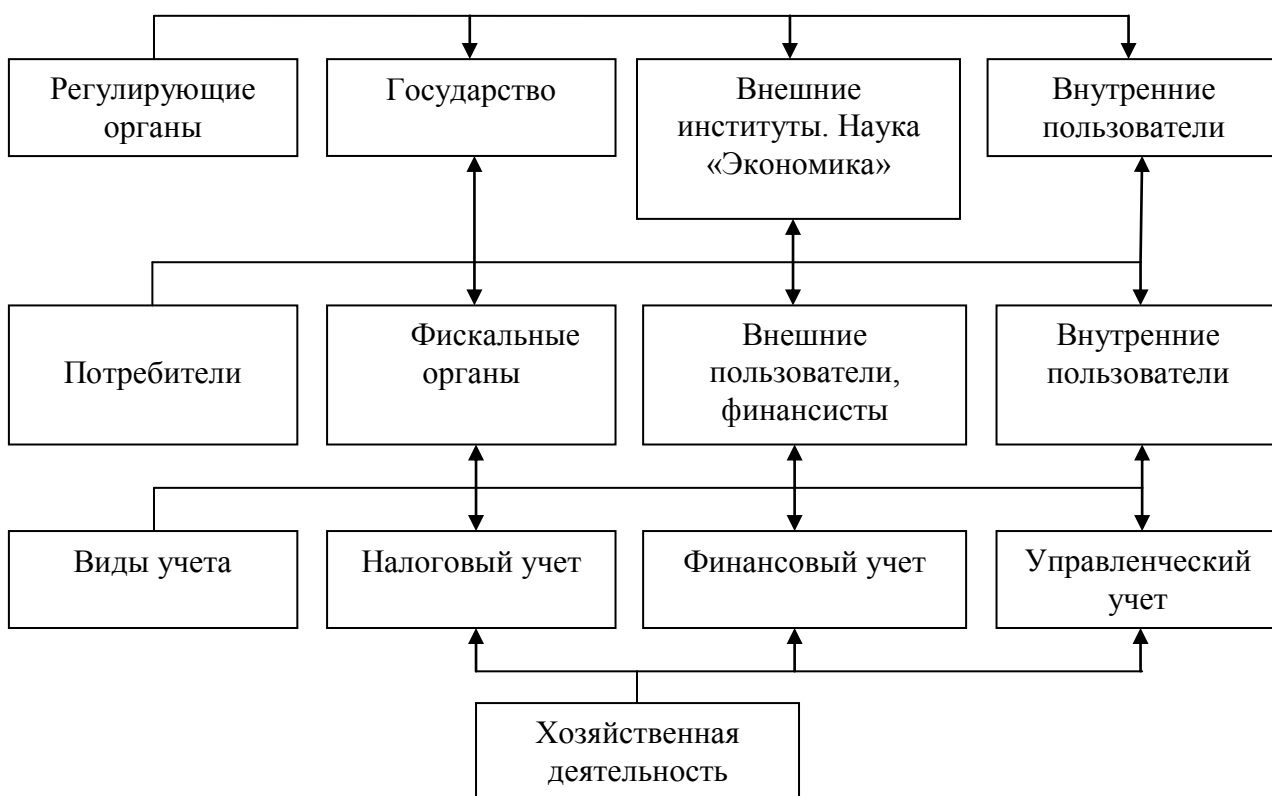 Регулирующие
органы
Государство
Внешние
институты. Наука
«Экономика»
Внутренние
пользователи
Потребители
Фискальные
органы
Внешние
пользователи,
финансисты
Внутренние
пользователи
Виды учета
Налоговый учет
Финансовый учет
Управленческий
учет
Хозяйственная
деятельность